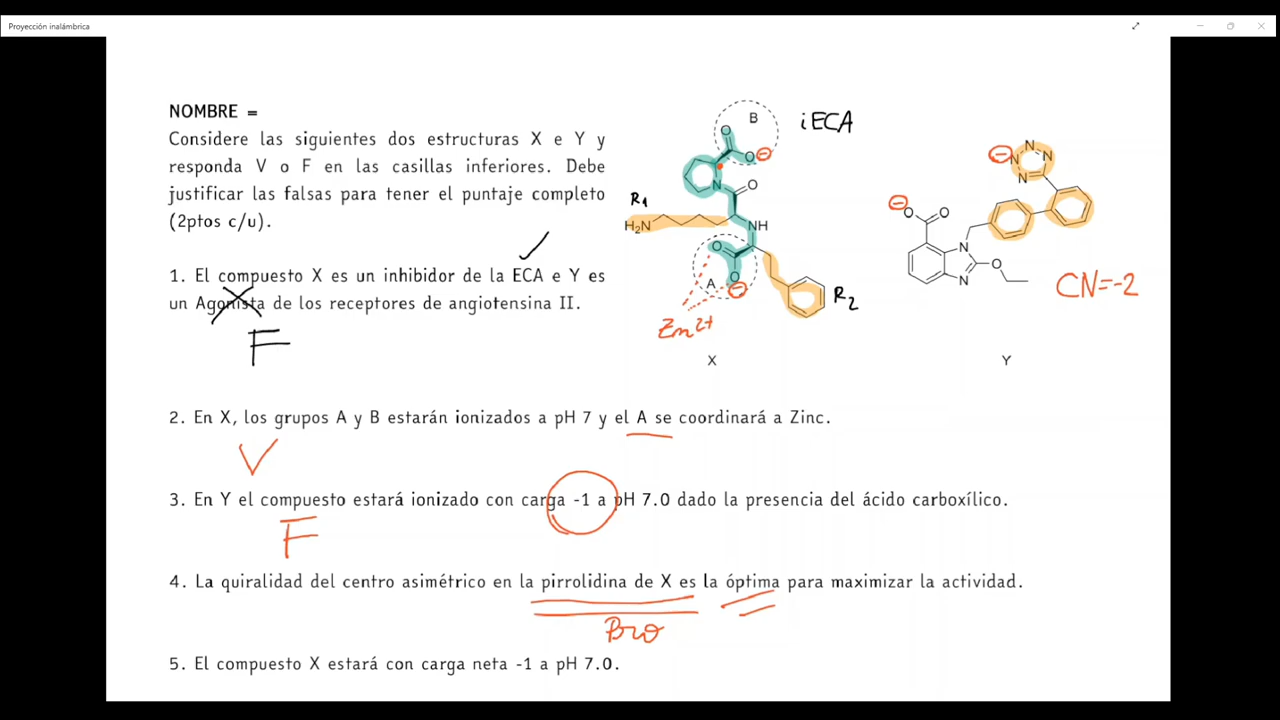 Proyección inalámbrica
NOMBRE =
Considere las siguientes dos estructuras X e Y y
responda V o F en las casillas inferiores. Debe
justificar las falsas para tener el puntaje completo
(2ptos c/u).
1. El compuesto X es un inhibidor de la ECA e Y es
un Agonista de los receptores de angiotensina II.
F
B
iECA
O
O
N
O
R1
H2N
NH
O
O
A
R2
Zn2+
X
N
N
N
N
O
O
N
N
O
CN=-2
Y
2. En X, los grupos A y B estarán ionizados a pH 7 y el A se coordinará a Zinc.
V
3. En Y el compuesto estará ionizado con carga -1 a pH 7.0 dado la presencia del ácido carboxílico.
F
4. La quiralidad del centro asimétrico en la pirrolidina de X es la óptima para maximizar la actividad.
5. El compuesto X estará con carga neta -1 a pH 7.0.